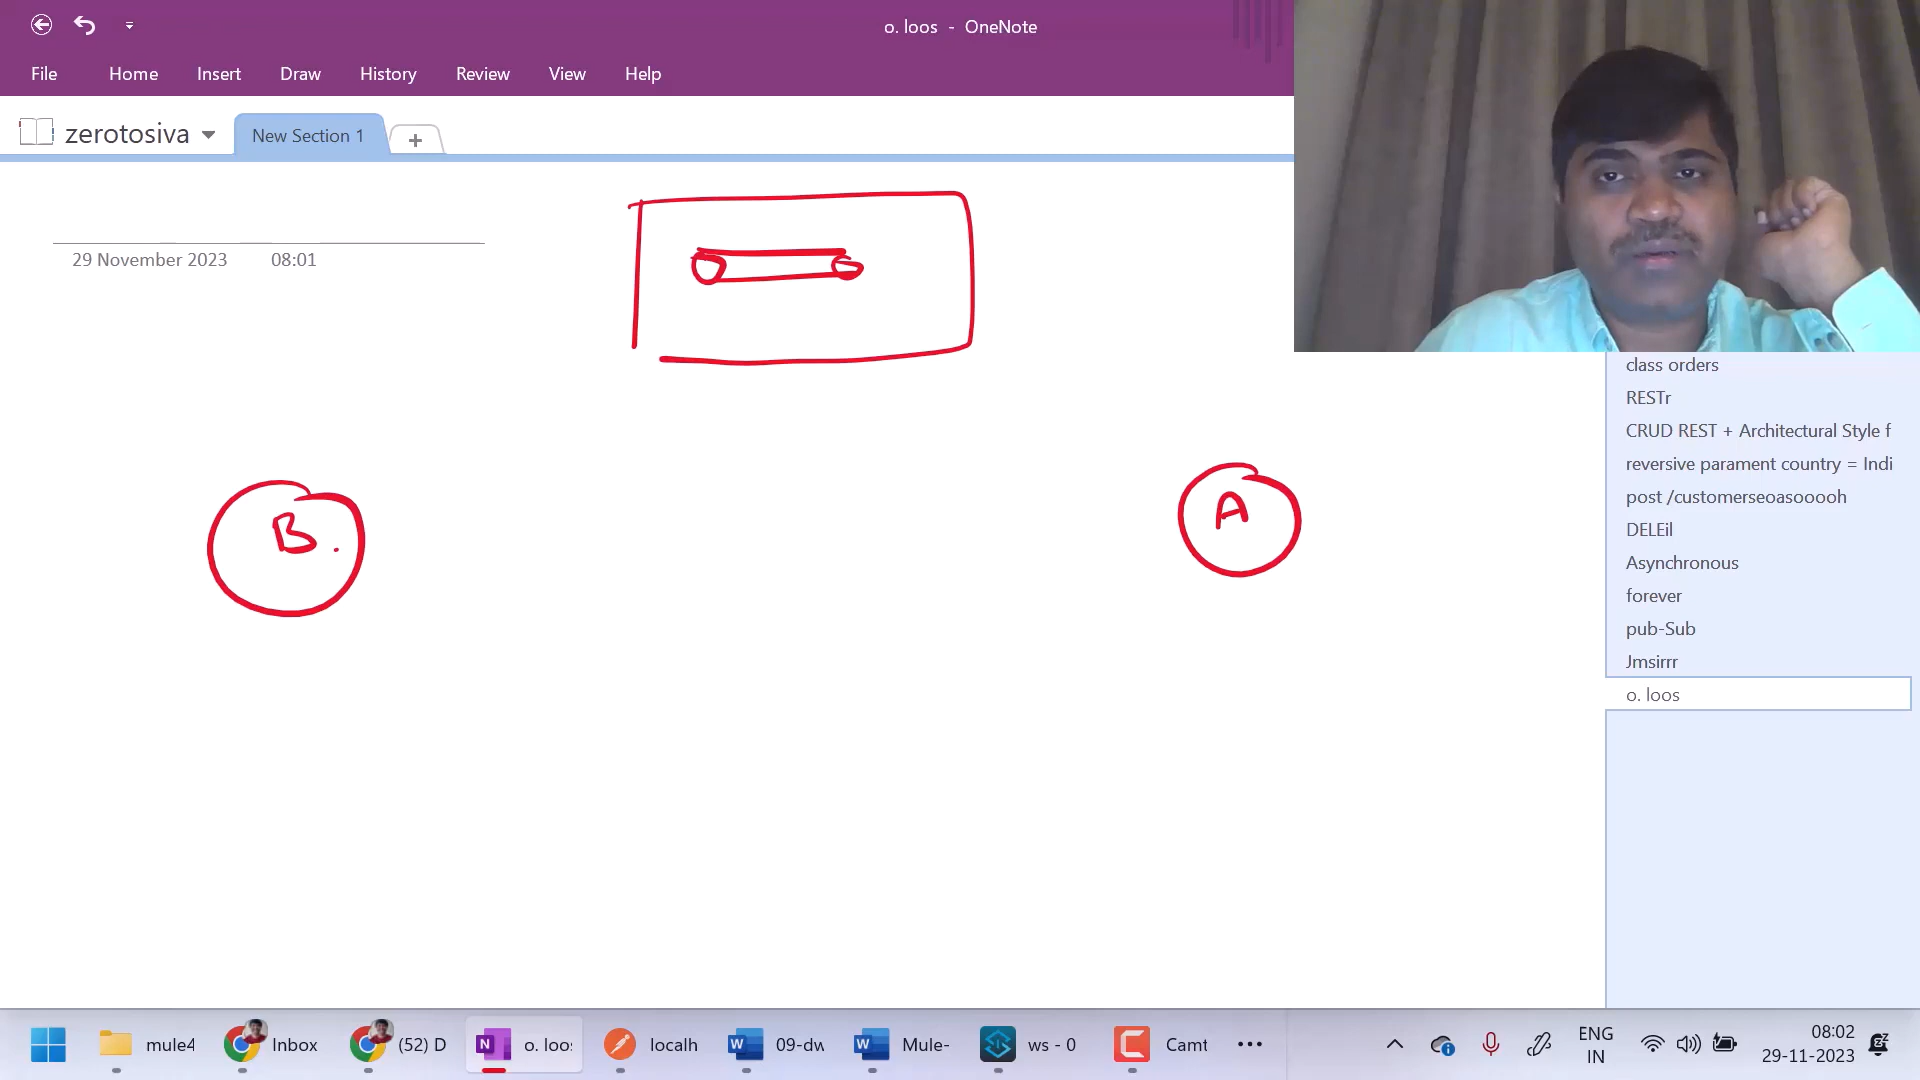 o. loos - OneNote
File Home Insert Draw History Review View Help
zerotosiva New Section 1 +
29 November 2023 08:01
B.
A
class orders
RESTr
CRUD REST + Architectural Style f
reversive parament country = Indi
post /customerseoasooooh
DELEil
Asynchronous
forever
pub-Sub
Jmsirrr
o. loos
mule4 Inbox (52) D N o. loos localh W 09-dw W Mule- ws - 0 C Camt ENG IN 08:02 29-11-2023